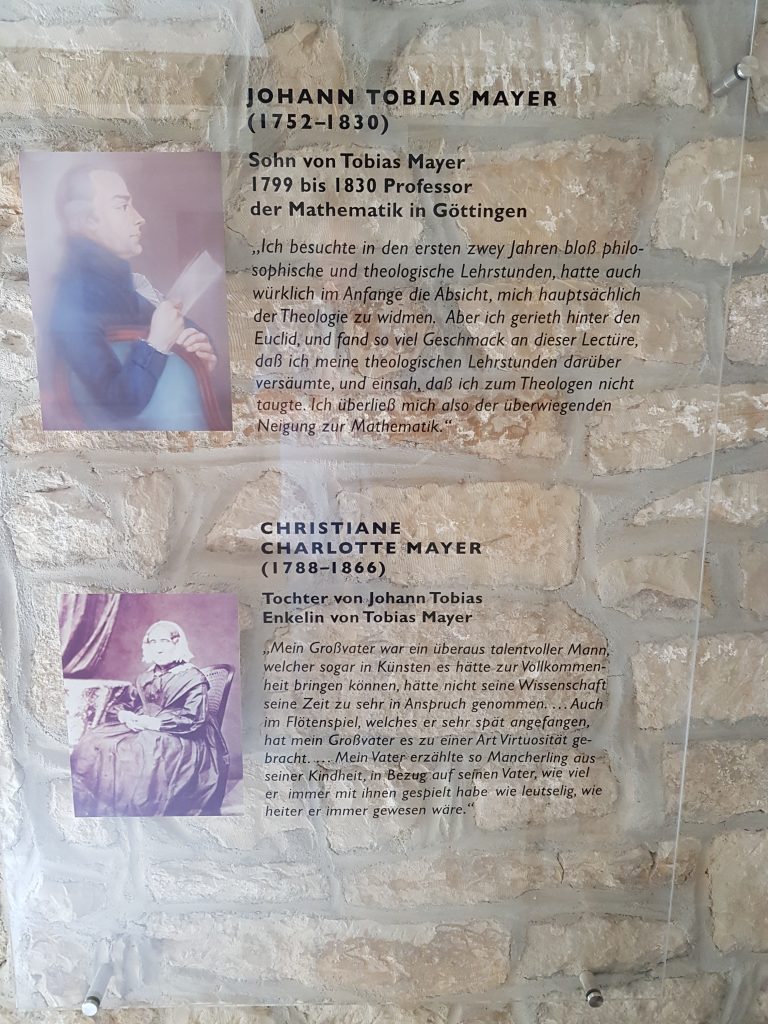 JOHANN TOBIAS MAYER
(1752–1830)
Sohn von Tobias Mayer
1799 bis 1830 Professor
der Mathematik in Göttingen
„Ich besuchte in den ersten zwey Jahren bloß philo-
sophische und theologische Lehrstunden, hatte auch
würklich im Anfange die Absicht, mich hauptsächlich
der Theologie zu widmen. Aber ich gerieth hinter den
Euclid, und fand so viel Geschmack an dieser Lectüre,
daß ich meine theologischen Lehrstunden darüber
versäumte, und einsah, daß ich zum Theologen nicht
taugte. Ich überließ mich also der überwiegenden
Neigung zur Mathematik.“
CHRISTIANE
CHARLOTTE MAYER
(1788–1866)
Tochter von Johann Tobias
Enkelin von Tobias Mayer
„Mein Großvater war ein überaus talentvoller Mann,
welcher sogar in Künsten es hätte zur Vollkommen-
heit bringen können, hätte nicht seine Wissenschaft
seine Zeit zu sehr in Anspruch genommen. … Auch
im Flötenspiel, welches er sehr spät angefangen,
hat mein Großvater es zu einer Art Virtuosität ge-
bracht. … Mein Vater erzählte so Mancherling aus
seiner Kindheit, in Bezug auf seinen Vater, wie viel
er immer mit ihnen gespielt habe wie leutselig, wie
heiter er immer gewesen wäre.“